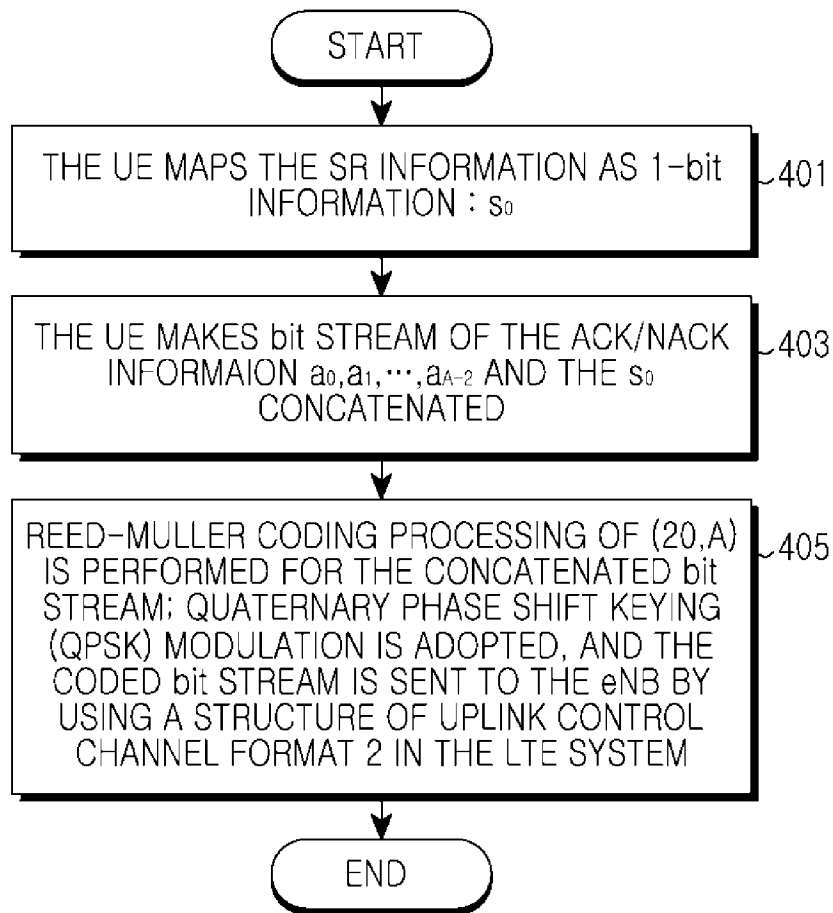 START
THE UE MAPS THE SR INFORMATION AS 1-bit
INFORMATION : s₀
401
THE UE MAKES bit STREAM OF THE ACK/NACK
INFORMAION a₀,a₁,⋯,a_A-2 AND THE s₀
CONCATENATED
403
REED-MULLER CODING PROCESSING OF (20,A)
IS PERFORMED FOR THE CONCATENATED bit
STREAM; QUATERNARY PHASE SHIFT KEYING
(QPSK) MODULATION IS ADOPTED, AND THE
CODED bit STREAM IS SENT TO THE eNB BY
USING A STRUCTURE OF UPLINK CONTROL
CHANNEL FORMAT 2 IN THE LTE SYSTEM
405
END